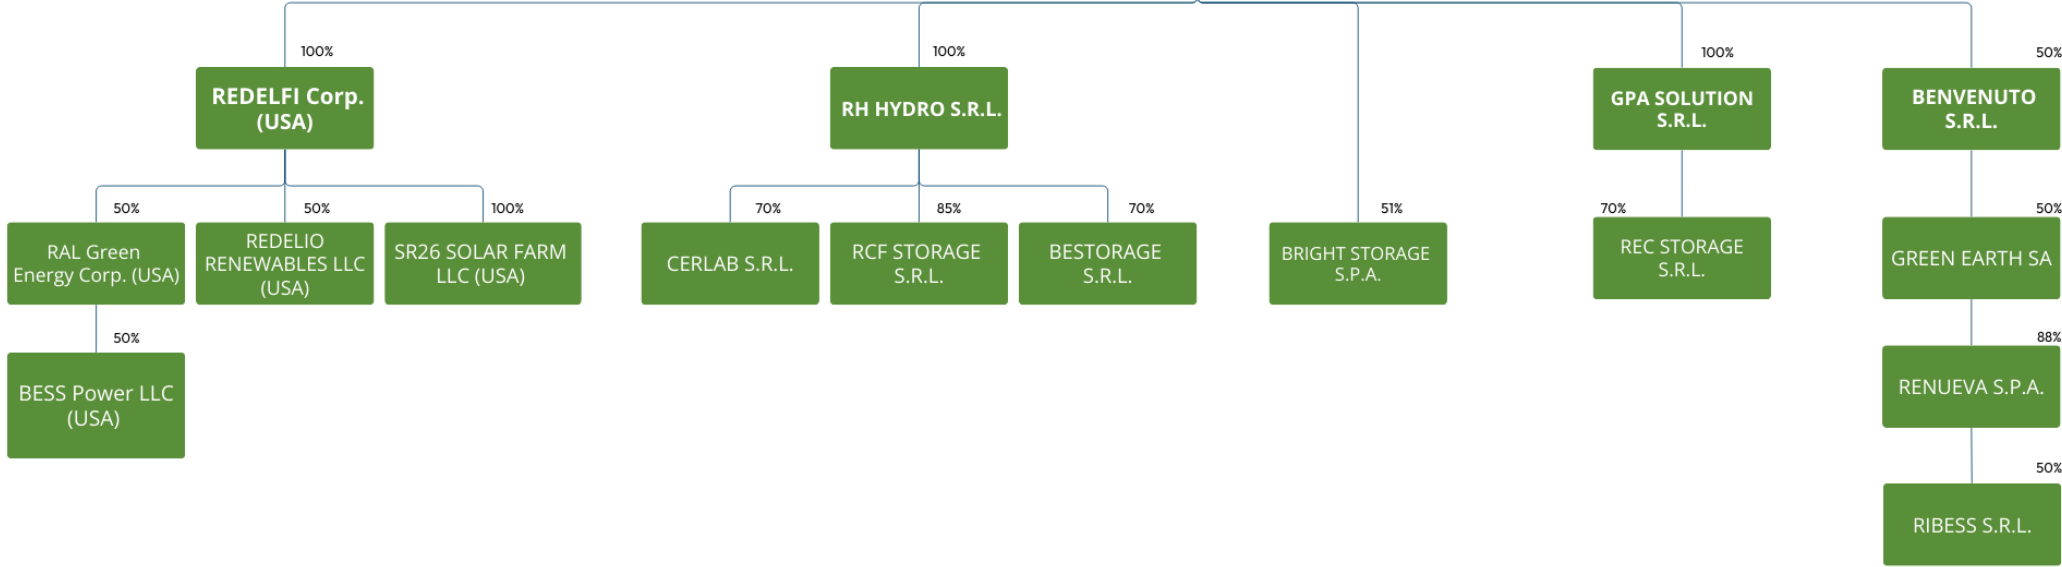 100%
100%
100%
50%
REDELFI Corp.
(USA)
RH HYDRO S.R.L.
GPA SOLUTION
S.R.L.
BENVENUTO
S.R.L.
50%
50%
100%
70%
85%
70%
51%
70%
50%
RAL Green
Energy Corp. (USA)
REDELIO
RENEWABLES LLC
(USA)
SR26 SOLAR FARM
LLC (USA)
CERLAB S.R.L.
RCF STORAGE
S.R.L.
BESTORAGE
S.R.L.
BRIGHT STORAGE
S.P.A.
REC STORAGE
S.R.L.
GREEN EARTH SA
50%
88%
BESS Power LLC
(USA)
RENUEVA S.P.A.
50%
RIBESS S.R.L.